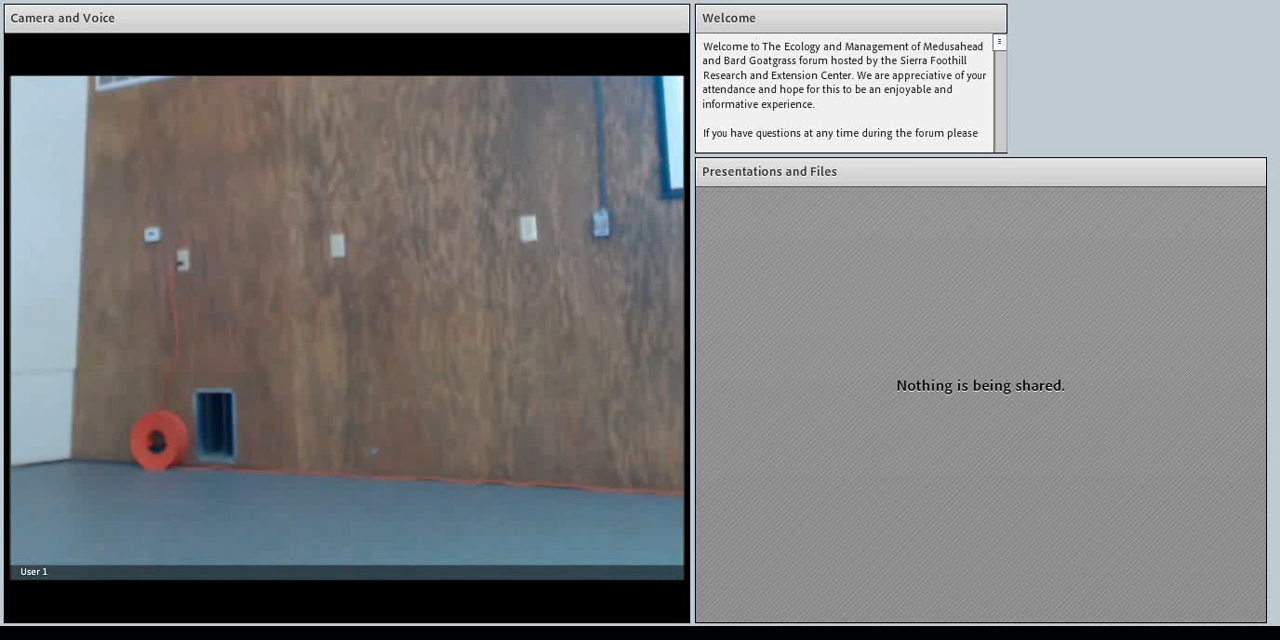 Camera and Voice
User 1
Welcome
Welcome to The Ecology and Management of Medusahead
and Bard Goatgrass forum hosted by the Sierra Foothill
Research and Extension Center. We are appreciative of your
attendance and hope for this to be an enjoyable and
informative experience.
If you have questions at any time during the forum please
Presentations and Files
Nothing is being shared.